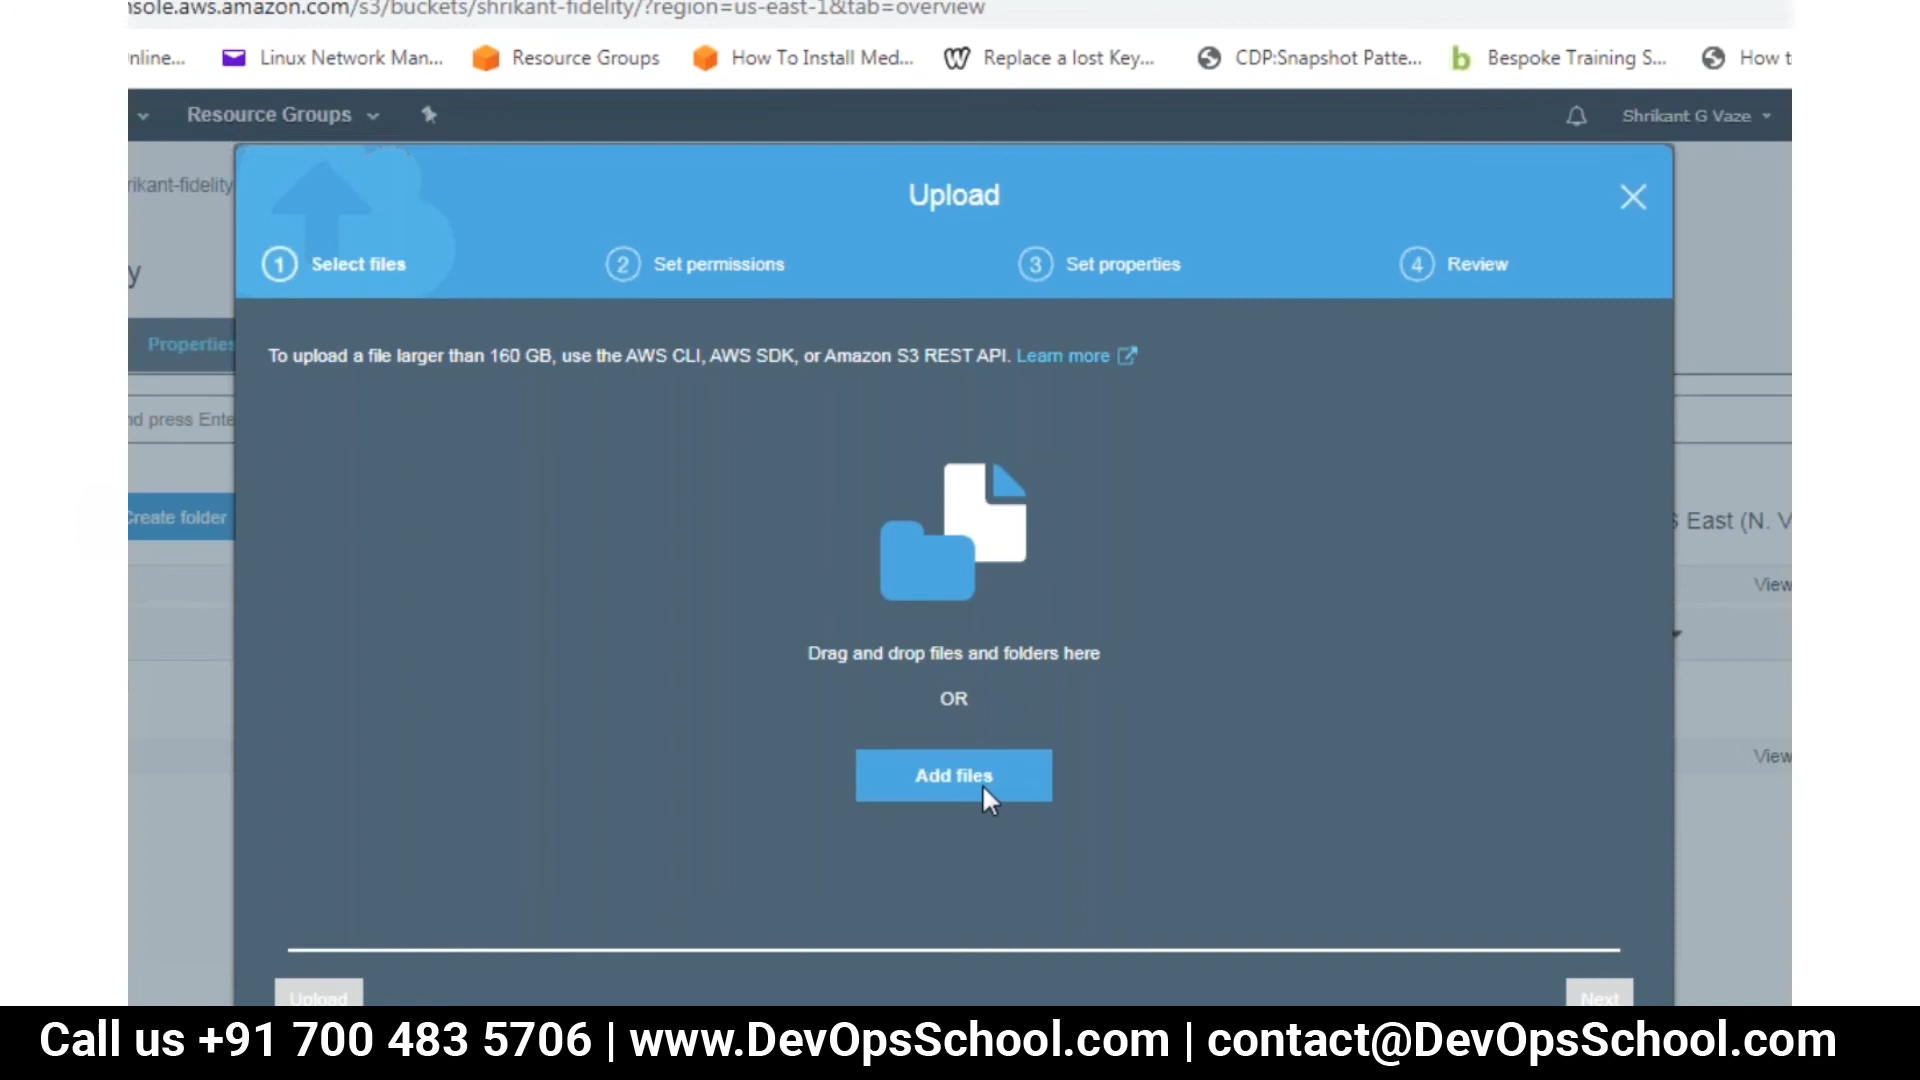 nsole.aws.amazon.com/s3/buckets/shrikant-fidelity/?region=us-east-1&tab=overview
nline... Linux Network Man... Resource Groups How To Install Med... Replace a lost Key... CDP:Snapshot Patte... Bespoke Training S... How t
Resource Groups Shrikant G Vaze
rikant-fidelity
Upload
1 Select files 2 Set permissions 3 Set properties 4 Review
y
Properties
To upload a file larger than 160 GB, use the AWS CLI, AWS SDK, or Amazon S3 REST API. Learn more
nd press Ente
Create folder
S East (N. V
View
Drag and drop files and folders here
OR
View
Add files
Upload Next
Call us +91 700 483 5706 | www.DevOpsSchool.com | contact@DevOpsSchool.com